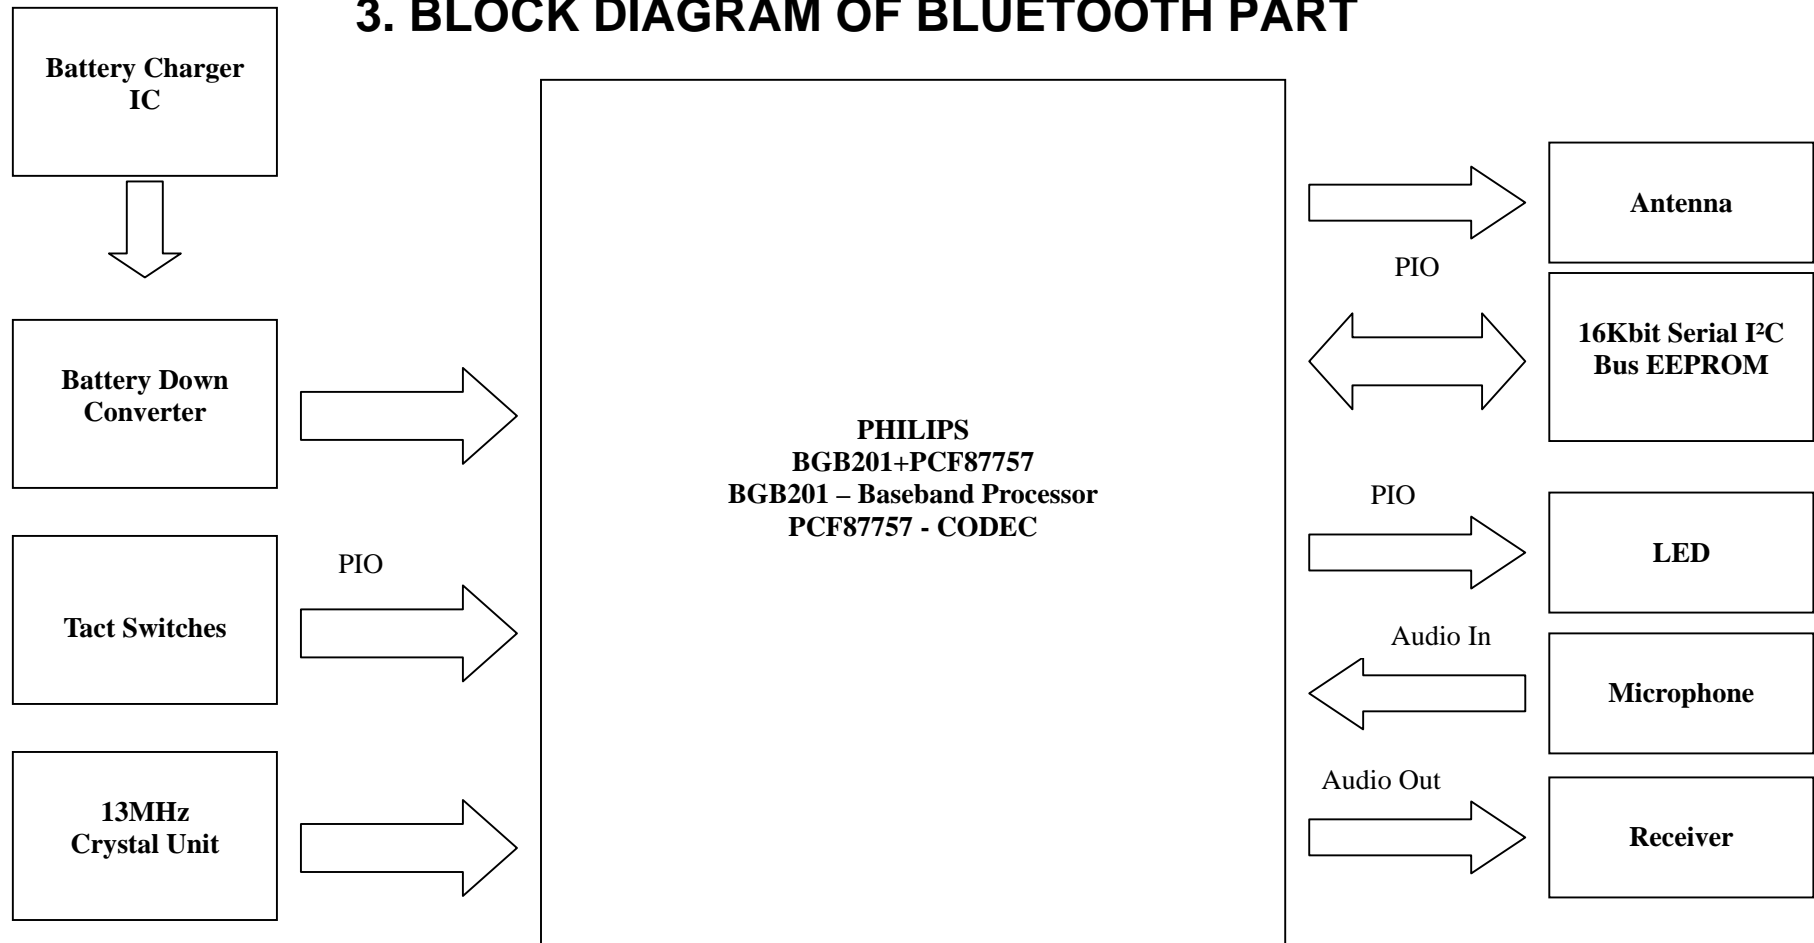 3. BLOCK DIAGRAM OF BLUETOOTH PART
Battery Charger
IC
Battery Down
Converter
PIO
Tact Switches
13MHz
Crystal Unit
PHILIPS
BGB201+PCF87757
BGB201 – Baseband Processor
PCF87757 - CODEC
Antenna
PIO
16Kbit Serial I²C
Bus EEPROM
PIO
LED
Audio In
Microphone
Audio Out
Receiver